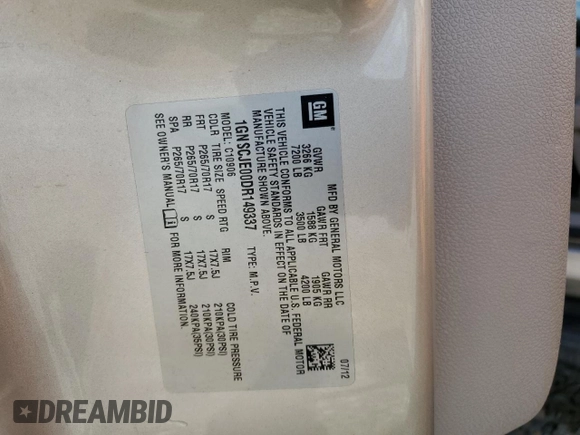 GM
MFD BY GENERAL MOTORS LLC 07/12
GVWR GAWR FRT GAWR RR
3266 KG 1588 KG 1905 KG
7200 LB 3500 LB 4200 LB
THIS VEHICLE CONFORMS TO ALL APPLICABLE U.S. FEDERAL MOTOR
VEHICLE SAFETY STANDARDS IN EFFECT ON THE DATE OF
MANUFACTURE SHOWN ABOVE.
1GNSCJE00DR149337 TYPE: M.P.V.
MODEL: C10906
CDLR TIRE SIZE SPEED RTG RIM COLD TIRE PRESSURE
FRT P265/70R17 S 17X7.5J 210KPA(30PSI)
RR P265/70R17 S 17X7.5J 210KPA(30PSI)
SPA P265/70R17 S 17X7.5J 240KPA(35PSI)
SEE OWNER'S MANUAL FOR MORE INFORMATION.
DREAMBID